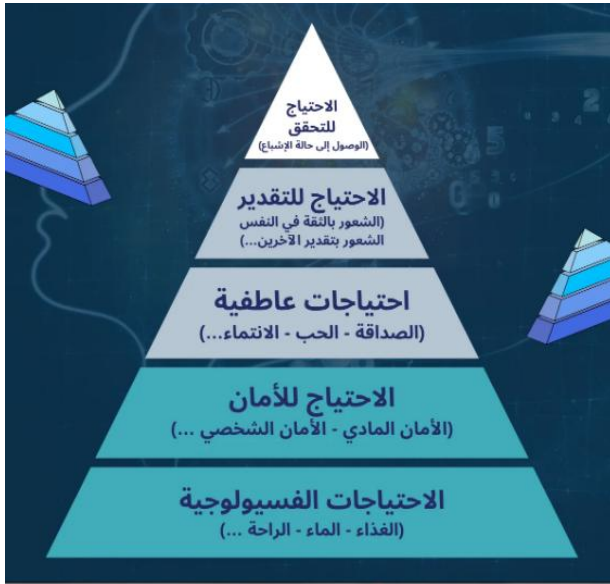 الاحتياج
للتحقق
(الوصول إلى حالة الإشباع)
الاحتياج للتقدير
(الشعور بالثقة في النفس
الشعور بتقدير الآخرين...)
احتياجات عاطفية
(الصداقة - الحب - الانتماء...)
الاحتياج للأمان
(الأمان المادي - الأمان الشخصي ...)
الاحتياجات الفسيولوجية
(الغذاء - الماء - الراحة ...)